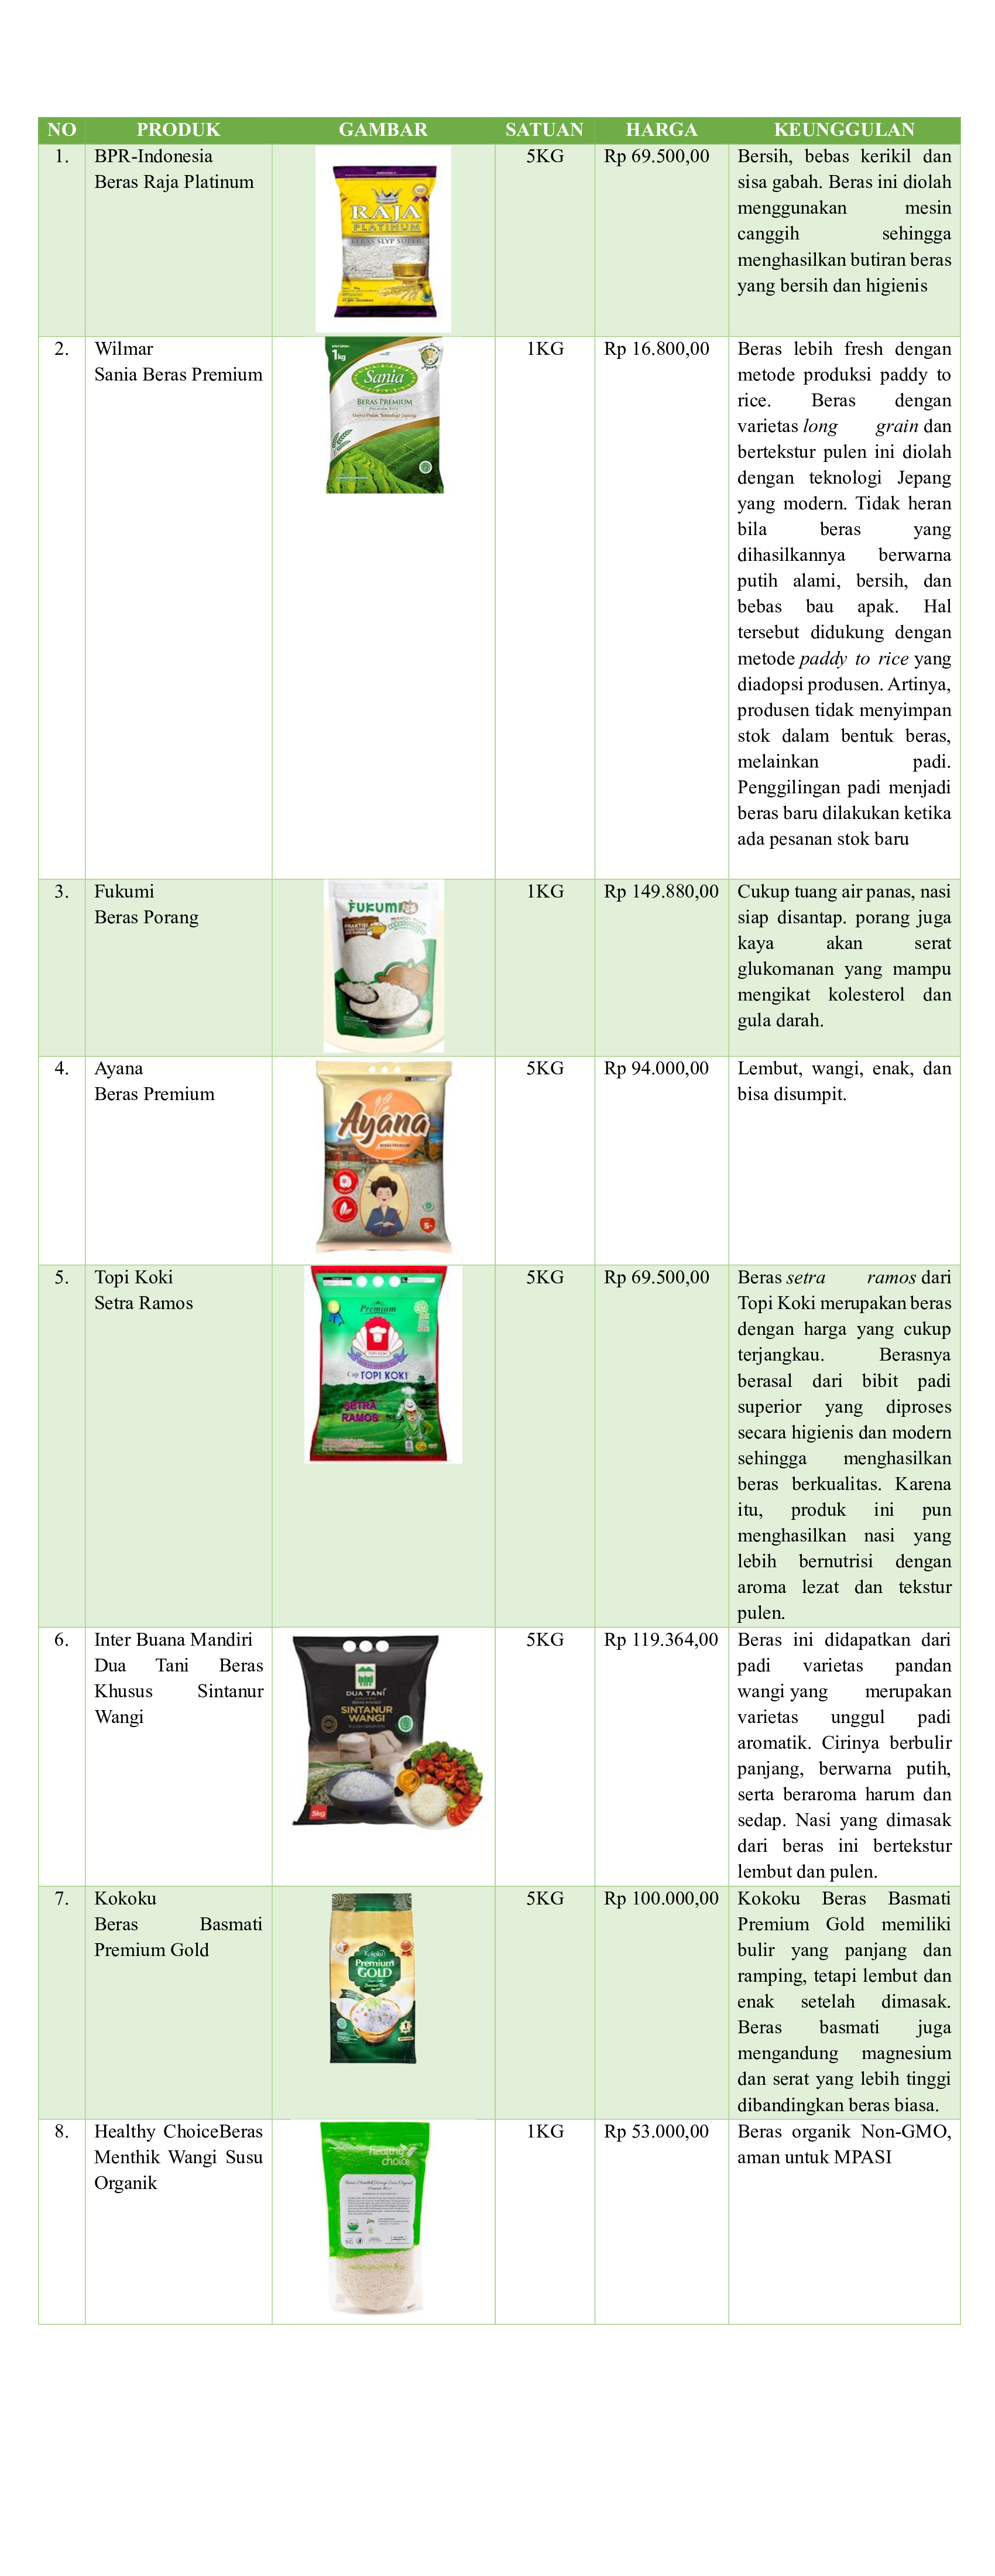 NO PRODUK GAMBAR SATUAN HARGA KEUNGGULAN
1. BPR-Indonesia
Beras Raja Platinum
RAJA
PLATINUM
BERAS SLYP SUPER
5KG
Rp 69.500,00
Bersih, bebas kerikil dan
sisa gabah. Beras ini diolah
menggunakan mesin
canggih sehingga
menghasilkan butiran beras
yang bersih dan higienis
2. Wilmar
Sania Beras Premium
1kg
Sania
BERAS PREMIUM
1KG
Rp 16.800,00
Beras lebih fresh dengan
metode produksi paddy to
rice. Beras dengan
varietas long grain dan
bertekstur pulen ini diolah
dengan teknologi Jepang
yang modern. Tidak heran
bila beras yang
dihasilkannya berwarna
putih alami, bersih, dan
bebas bau apak. Hal
tersebut didukung dengan
metode paddy to rice yang
diadopsi produsen. Artinya,
produsen tidak menyimpan
stok dalam bentuk beras,
melainkan padi.
Penggilingan padi menjadi
beras baru dilakukan ketika
ada pesanan stok baru
3. Fukumi
Beras Porang
FUKUMI
1KG
Rp 149.880,00
Cukup tuang air panas, nasi
siap disantap. porang juga
kaya akan serat
glukomanan yang mampu
mengikat kolesterol dan
gula darah.
4. Ayana
Beras Premium
Ayana
BERAS PREMIUM
5KG
Rp 94.000,00
Lembut, wangi, enak, dan
bisa disumpit.
5. Topi Koki
Setra Ramos
Premium
TOPI KOKI
Cap TOPI KOKI
SETRA
RAMOS
5KG
Rp 69.500,00
Beras setra ramos dari
Topi Koki merupakan beras
dengan harga yang cukup
terjangkau. Berasnya
berasal dari bibit padi
superior yang diproses
secara higienis dan modern
sehingga menghasilkan
beras berkualitas. Karena
itu, produk ini pun
menghasilkan nasi yang
lebih bernutrisi dengan
aroma lezat dan tekstur
pulen.
6. Inter Buana Mandiri
Dua Tani Beras
Khusus Sintanur
Wangi
DUA TANI
SINTANUR
WANGI
5kg
5KG
Rp 119.364,00
Beras ini didapatkan dari
padi varietas pandan
wangi yang merupakan
varietas unggul padi
aromatik. Cirinya berbulir
panjang, berwarna putih,
serta beraroma harum dan
sedap. Nasi yang dimasak
dari beras ini bertekstur
lembut dan pulen.
7. Kokoku
Beras Basmati
Premium Gold
Kokoku
Premium
GOLD
5KG
Rp 100.000,00
Kokoku Beras Basmati
Premium Gold memiliki
bulir yang panjang dan
ramping, tetapi lembut dan
enak setelah dimasak.
Beras basmati juga
mengandung magnesium
dan serat yang lebih tinggi
dibandingkan beras biasa.
8. Healthy ChoiceBeras
Menthik Wangi Susu
Organik
healthy
choice
1KG
Rp 53.000,00
Beras organik Non-GMO,
aman untuk MPASI